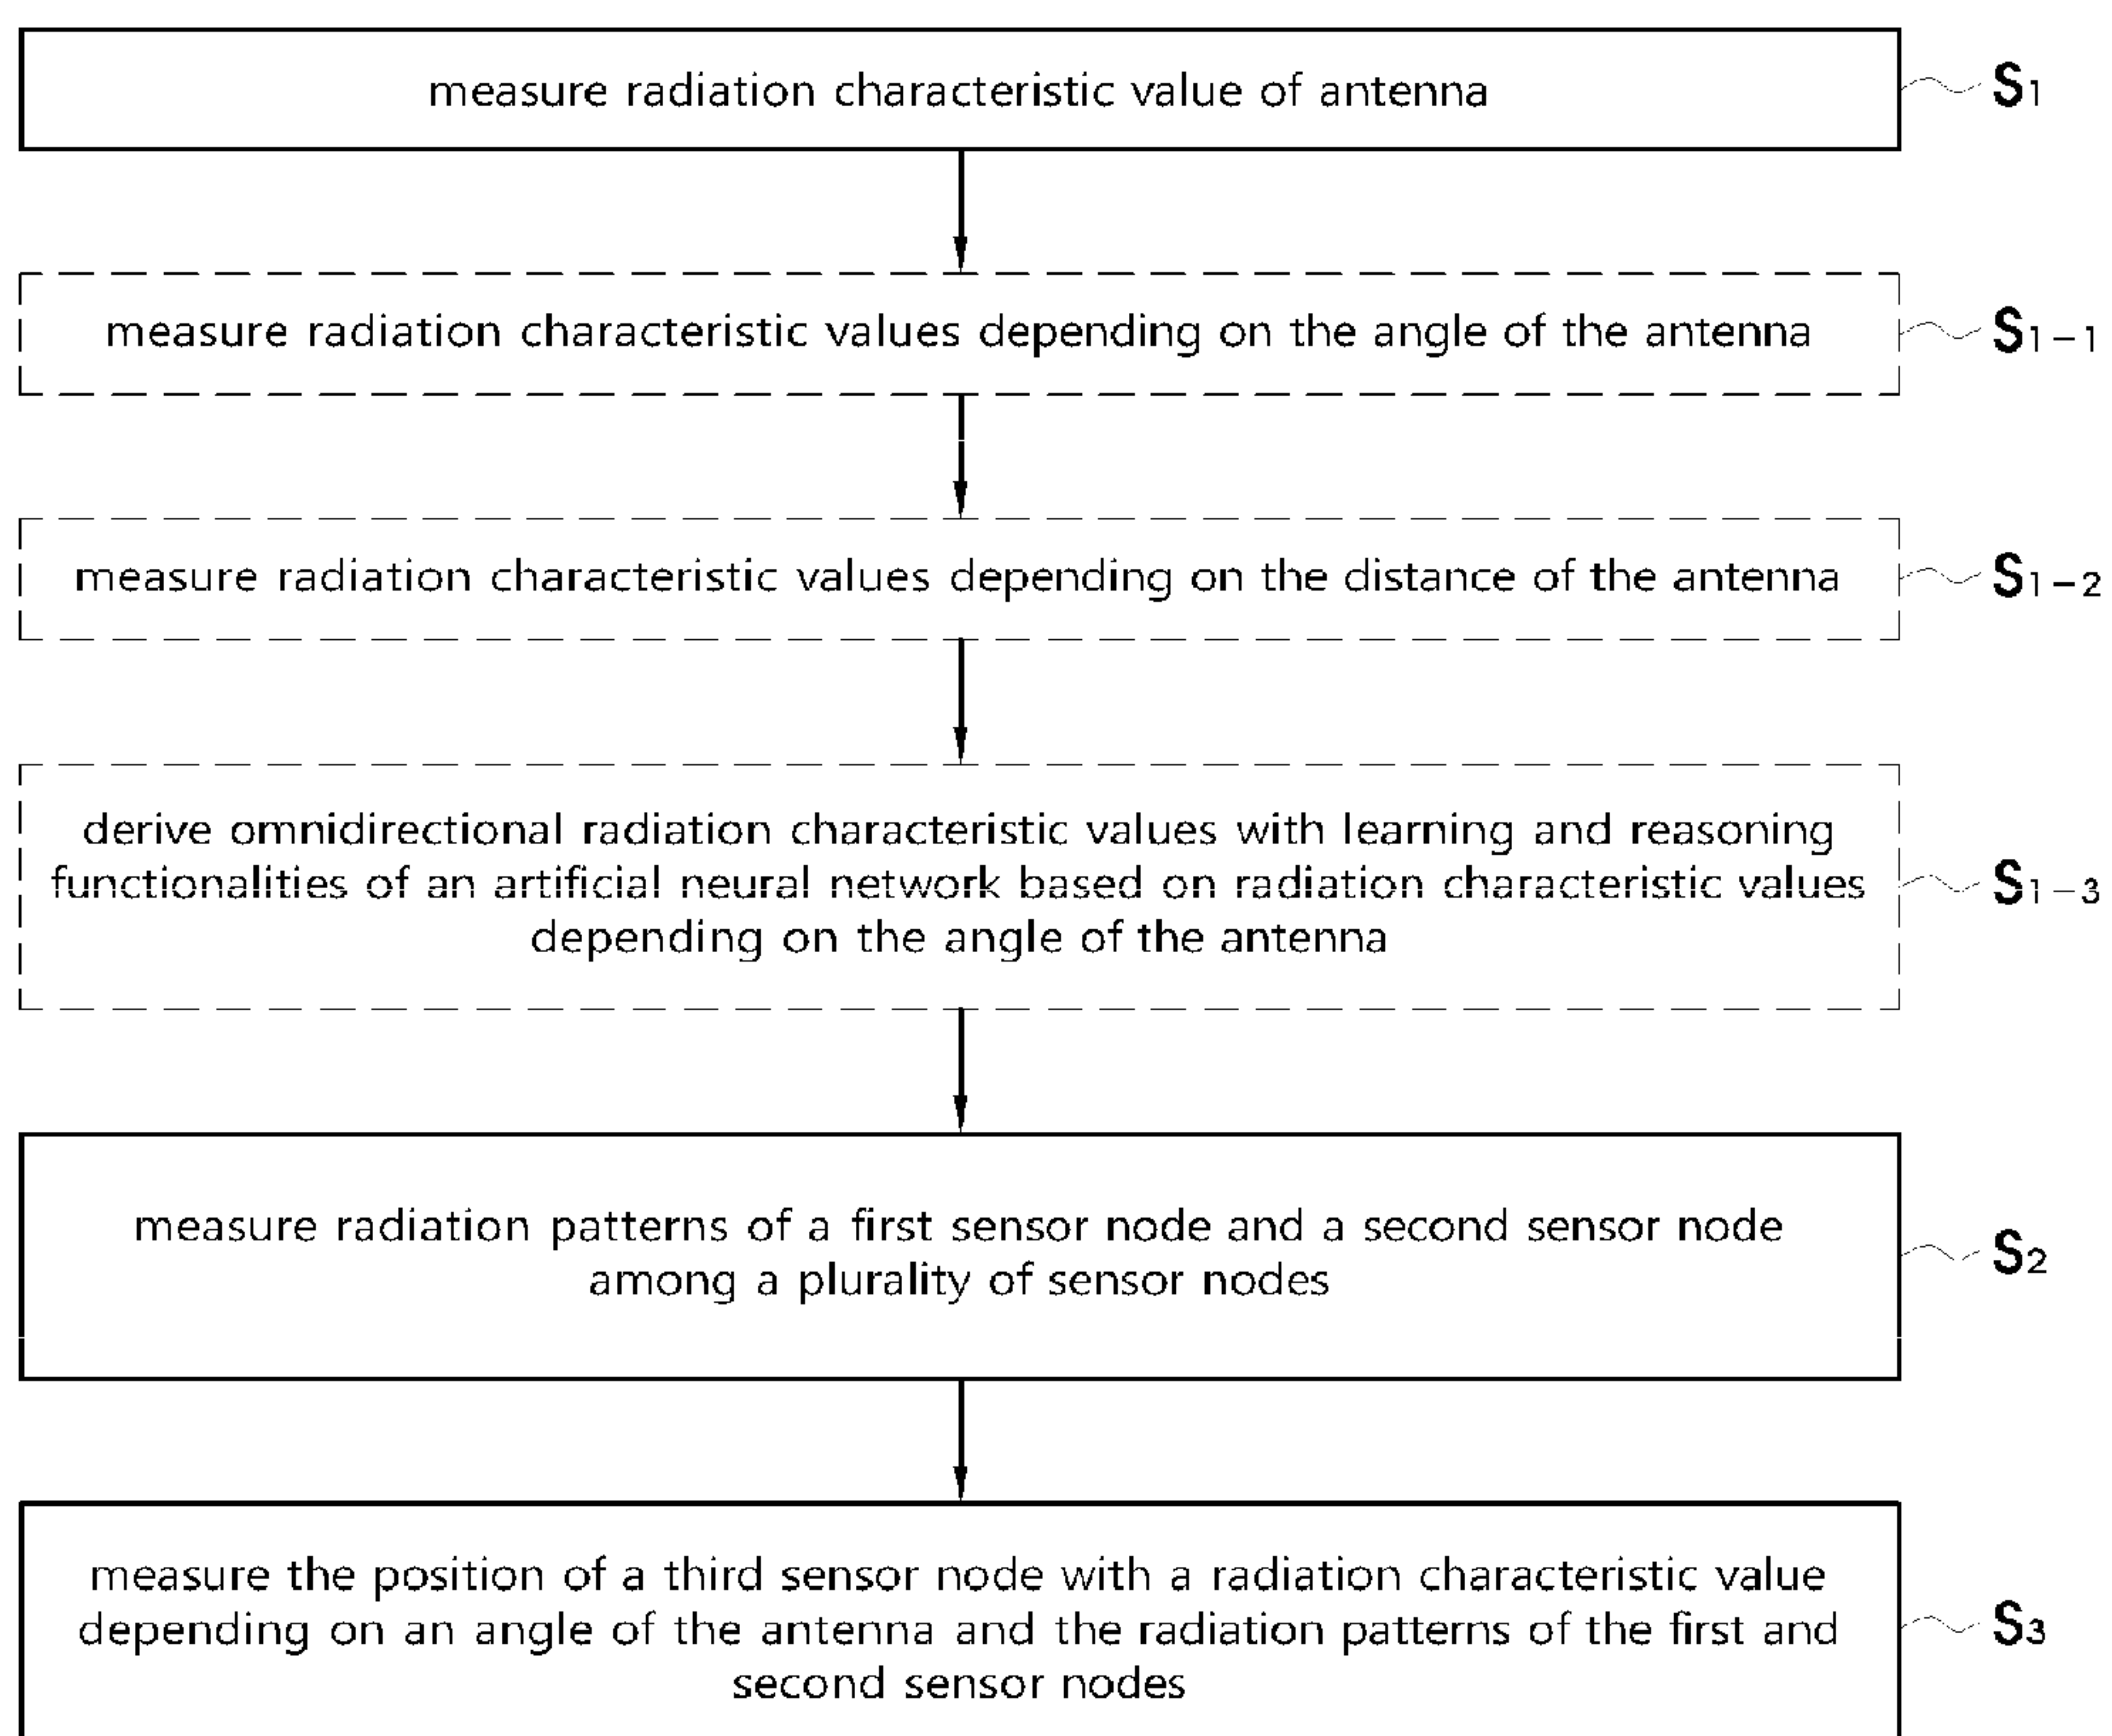 measure radiation characteristic value of antenna
S1
measure radiation characteristic values depending on the angle of the antenna
S1-1
measure radiation characteristic values depending on the distance of the antenna
S1-2
derive omnidirectional radiation characteristic values with learning and reasoning
functionalities of an artificial neural network based on radiation characteristic values
depending on the angle of the antenna
S1-3
measure radiation patterns of a first sensor node and a second sensor node
among a plurality of sensor nodes
S2
measure the position of a third sensor node with a radiation characteristic value
depending on an angle of the antenna and the radiation patterns of the first and
second sensor nodes
S3